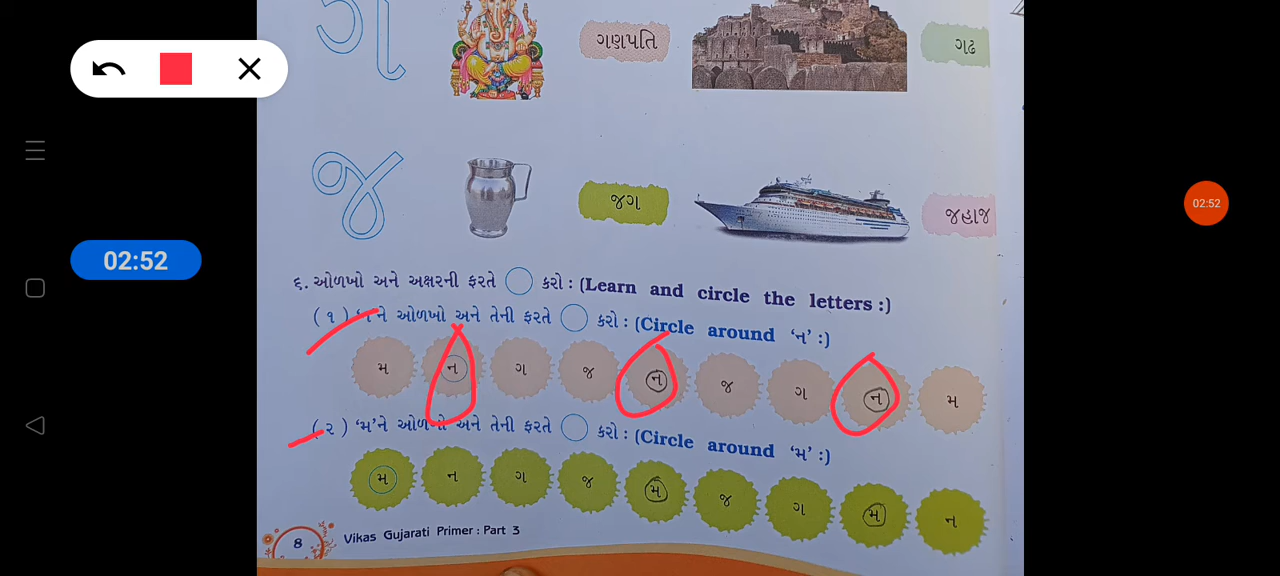 ગ ગણપતિ ગઢ
02:52
જ જગ જહાજ
02:52
૬. ઓળખો અને અક્ષરની ફરતે કરો : (Learn and circle the letters :)
(૧) ‘ન’ને ઓળખો અને તેની ફરતે કરો : (Circle around ‘ન’ :)
મ ન ગ જ ન જ ગ ન મ
(૨) ‘મ’ને ઓળખો અને તેની ફરતે કરો : (Circle around ‘મ’ :)
મ ન ગ જ મ જ ગ મ ન
8 Vikas Gujarati Primer : Part 3